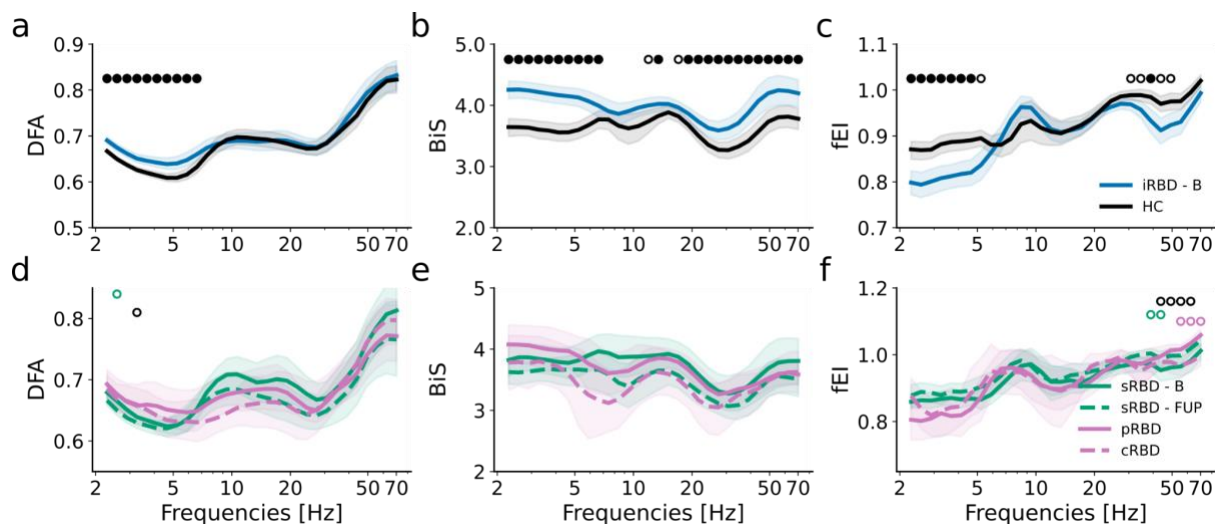 a
DFA
0.9
0.8
0.7
0.6
0.5
2 5 10 20 50 70
b
BiS
5.0
4.0
3.0
2.0
2 5 10 20 50 70
c
fEI
1.1
1.0
0.9
0.8
0.7
iRBD - B
HC
2 5 10 20 50 70
d
DFA
0.8
0.7
0.6
2 5 10 20 50 70
Frequencies [Hz]
e
BiS
5
4
3
2
2 5 10 20 50 70
Frequencies [Hz]
f
fEI
1.2
1.0
0.8
sRBD - B
sRBD - FUP
pRBD
cRBD
2 5 10 20 50 70
Frequencies [Hz]